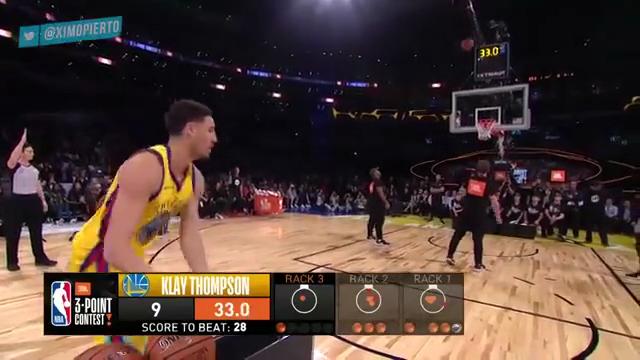 @XIMOPIERTO
33.0
JBL
NBA
3-POINT
CONTEST
KLAY THOMPSON
9
33.0
SCORE TO BEAT: 28
RACK 3
RACK 2
RACK 1